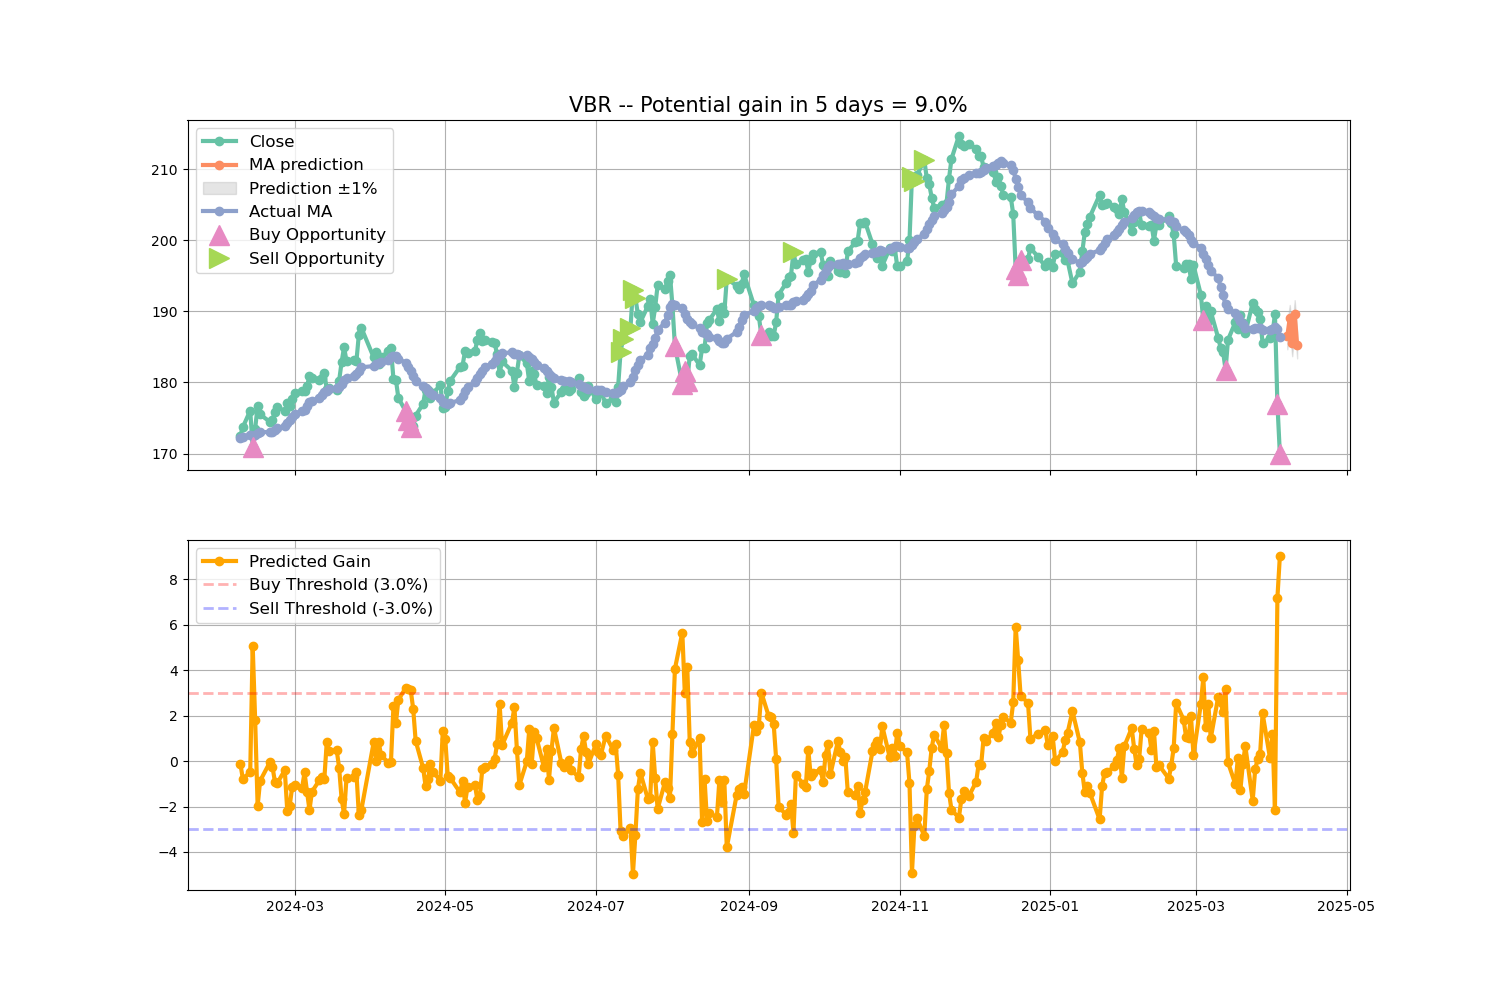 VBR -- Potential gain in 5 days = 9.0%
Close
MA prediction
Prediction ±1%
Actual MA
Buy Opportunity
Sell Opportunity
210
200
190
180
170
Predicted Gain
Buy Threshold (3.0%)
Sell Threshold (-3.0%)
8
6
4
2
0
−2
−4
2024-03 2024-05 2024-07 2024-09 2024-11 2025-01 2025-03 2025-05